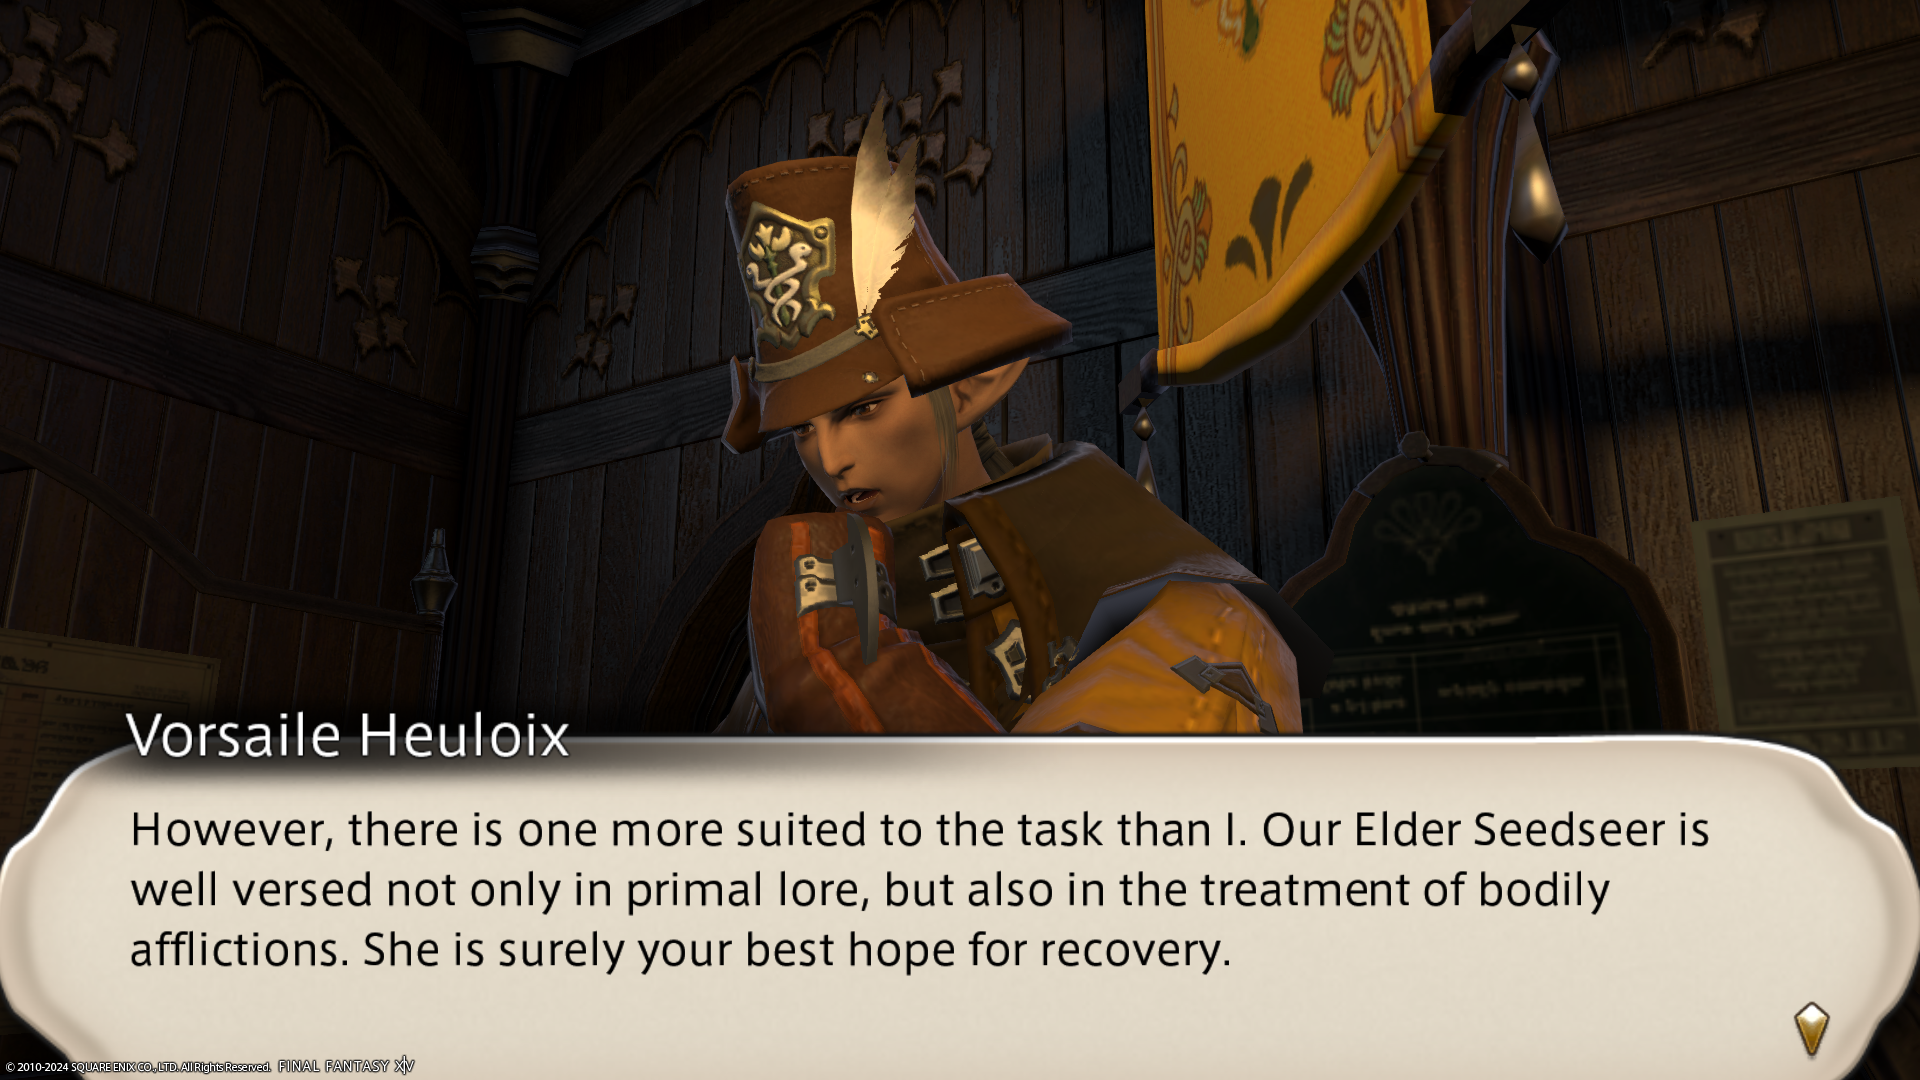 Vorsaile Heuloix
However, there is one more suited to the task than I. Our Elder Seedseer is
well versed not only in primal lore, but also in the treatment of bodily
afflictions. She is surely your best hope for recovery.
© 2010-2024 SQUARE ENIX CO., LTD. All Rights Reserved. FINAL FANTASY XIV